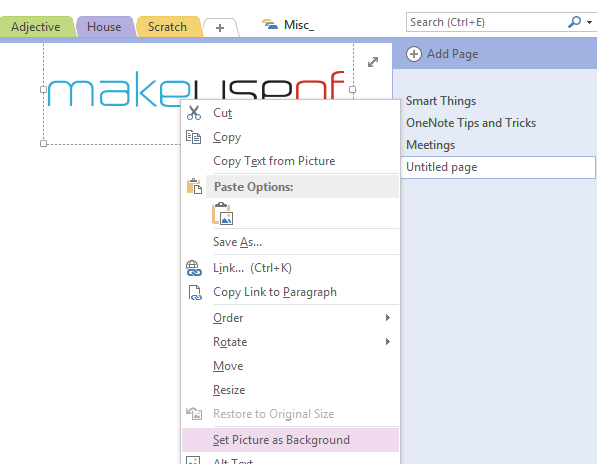 Adjective House Scratch + Misc_ Search (Ctrl+E)
Add Page
makeuseof
Smart Things
OneNote Tips and Tricks
Meetings
Untitled page
Cut
Copy
Copy Text from Picture
Paste Options:
Save As...
Link... (Ctrl+K)
Copy Link to Paragraph
Order
Rotate
Move
Resize
Restore to Original Size
Set Picture as Background
Alt Text